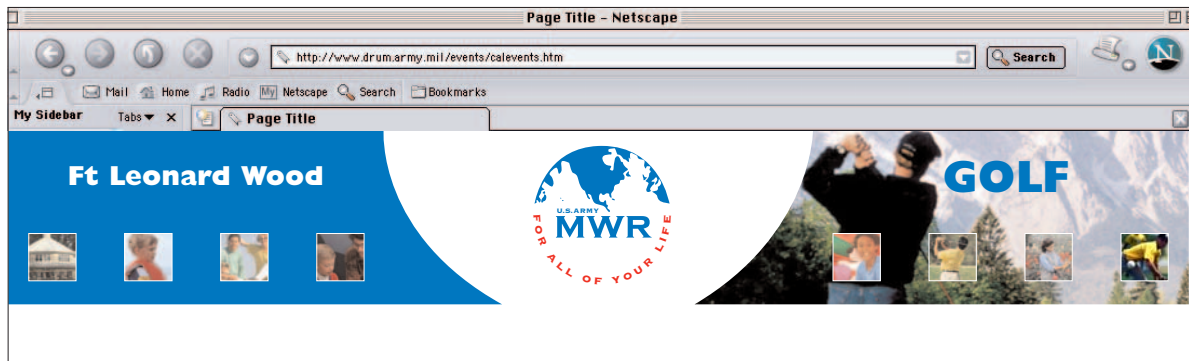 Page Title - Netscape
http://www.drum.army.mil/events/calevents.htm
Search
N
Mail Home Radio My Netscape Search Bookmarks
My Sidebar Tabs Page Title
Ft Leonard Wood
U.S.ARMY
MWR
FOR ALL OF YOUR LIFE
GOLF